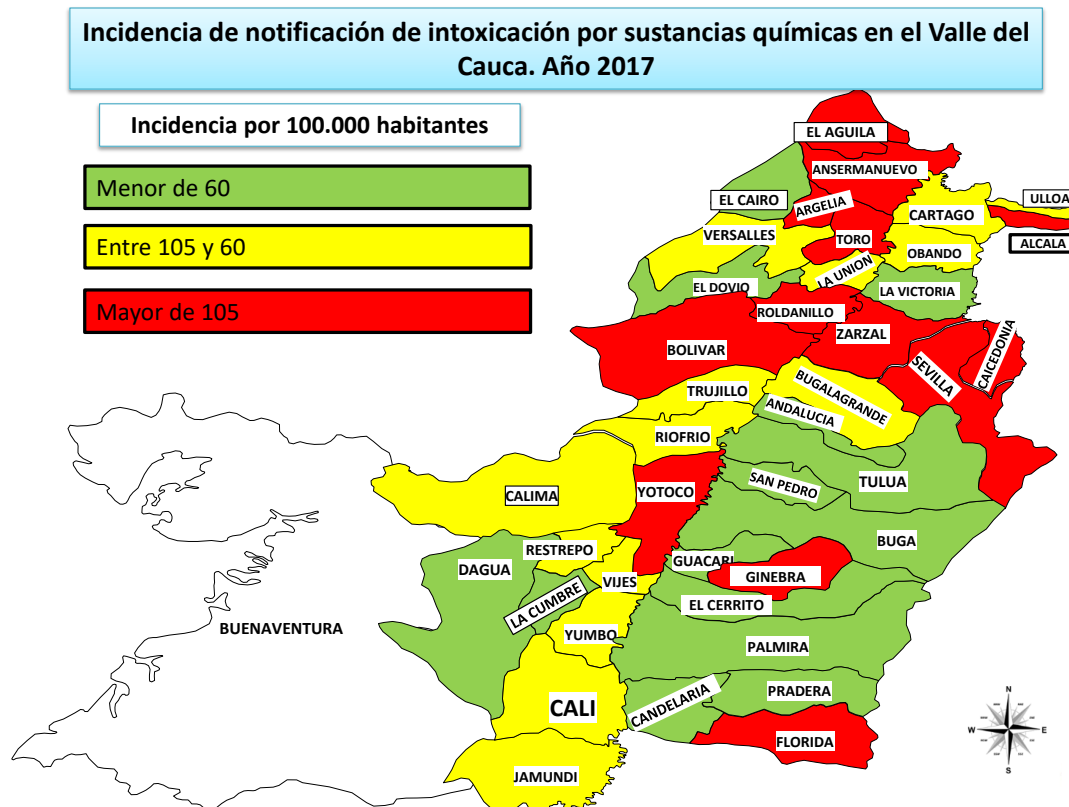 Incidencia de notificación de intoxicación por sustancias químicas en el Valle del
Cauca. Año 2017
Incidencia por 100.000 habitantes
Menor de 60
Entre 105 y 60
Mayor de 105
EL AGUILA
ANSERMANUEVO
EL CAIRO
ARGELIA
CARTAGO
ULLOA
VERSALLES
TORO
ALCALA
OBANDO
LA UNION
EL DOVIO
LA VICTORIA
ROLDANILLO
ZARZAL
BOLIVAR
SEVILLA
CAICEDONIA
TRUJILLO
BUGALAGRANDE
ANDALUCIA
RIOFRIO
SAN PEDRO
TULUA
CALIMA
YOTOCO
BUGA
RESTREPO
DAGUA
GUACARI
GINEBRA
VIJES
LA CUMBRE
EL CERRITO
BUENAVENTURA
YUMBO
PALMIRA
CANDELARIA
PRADERA
CALI
FLORIDA
JAMUNDI
N
W
E
S